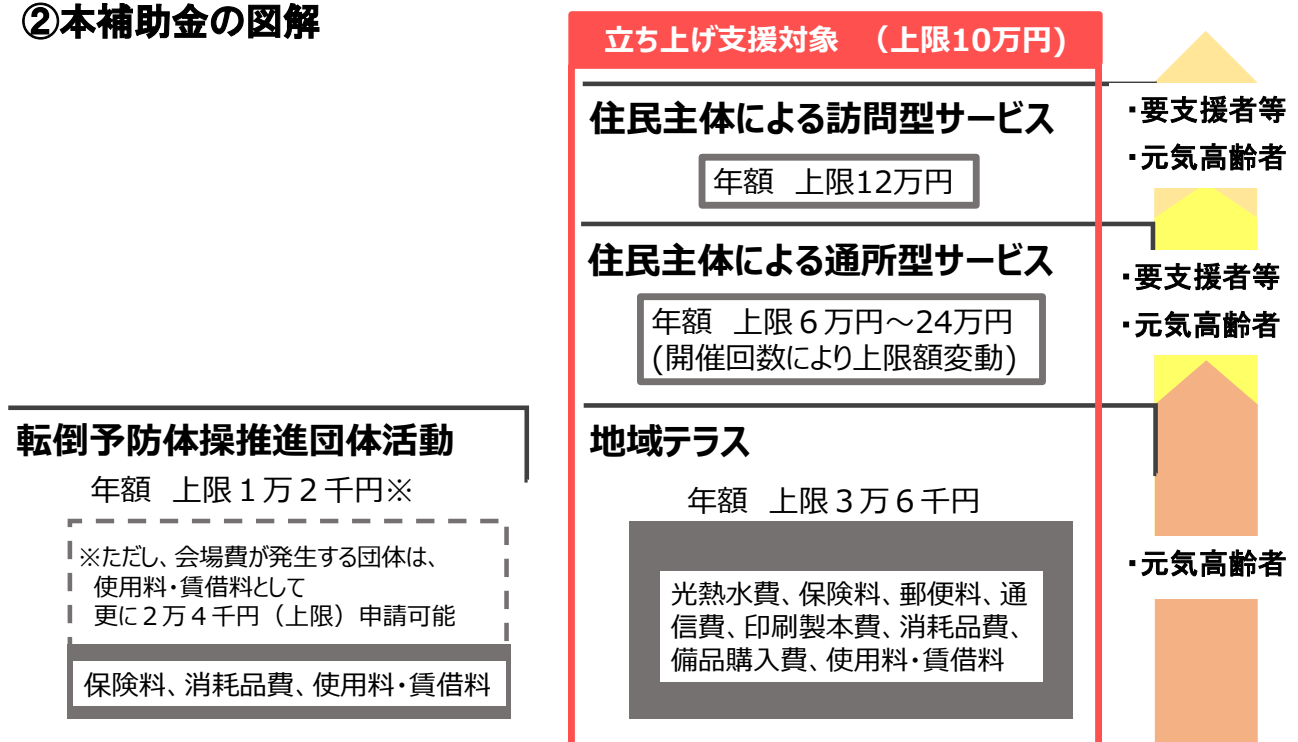 ②本補助金の図解
立ち上げ支援対象　（上限10万円）
住民主体による訪問型サービス
年額　上限12万円
・要支援者等
・元気高齢者
住民主体による通所型サービス
年額　上限６万円～24万円
(開催回数により上限額変動)
・要支援者等
・元気高齢者
転倒予防体操推進団体活動
年額　上限１万２千円※
※ただし、会場費が発生する団体は、
使用料・賃借料として
更に２万４千円（上限）申請可能
保険料、消耗品費、使用料・賃借料
地域テラス
年額　上限３万６千円
光熱水費、保険料、郵便料、通
信費、印刷製本費、消耗品費、
備品購入費、使用料・賃借料
・元気高齢者